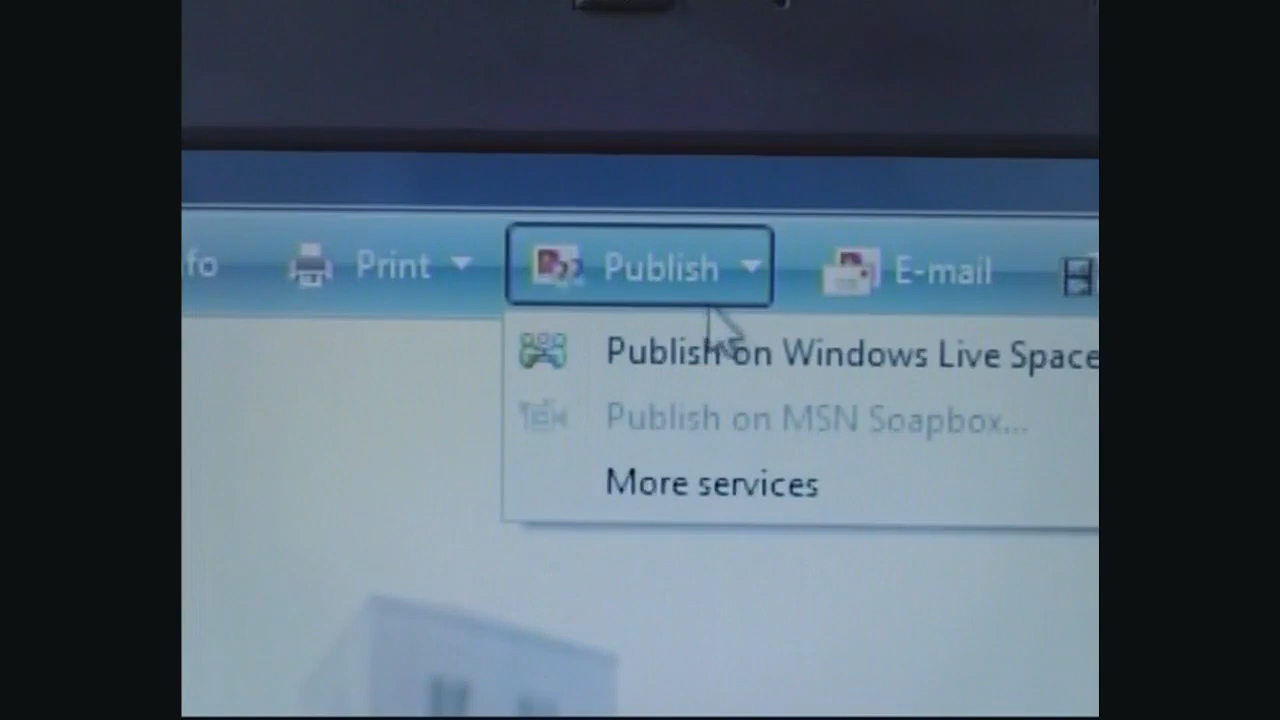 fo Print Publish E-mail
Publish on Windows Live Space
Publish on MSN Soapbox...
More services